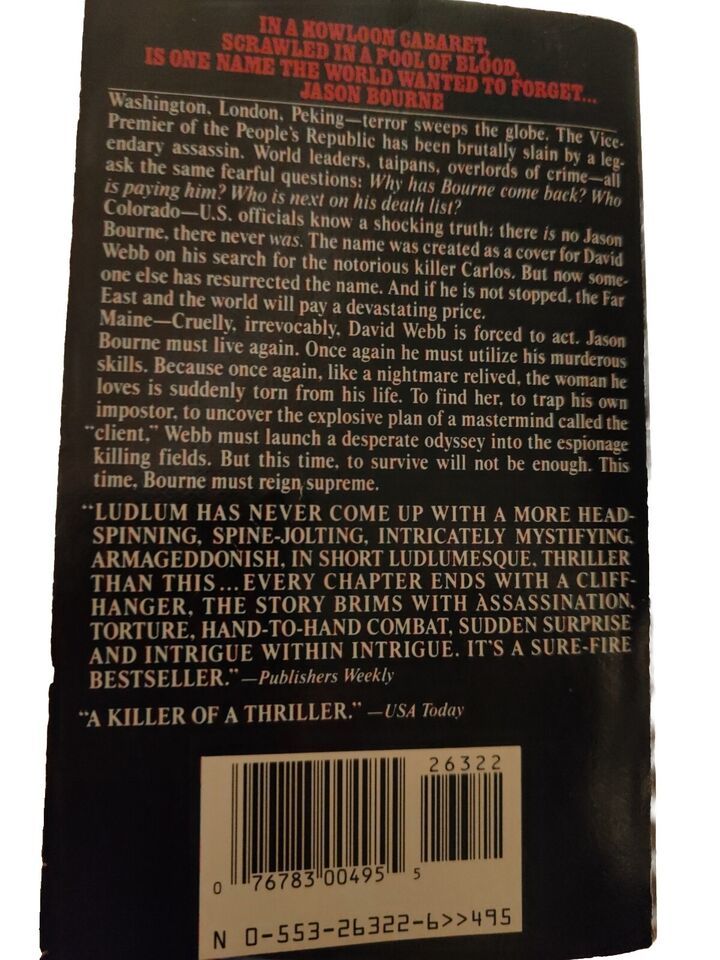 IN A KOWLOON CABARET,
SCRAWLED IN A POOL OF BLOOD,
IS ONE NAME THE WORLD WANTED TO FORGET...
JASON BOURNE
Washington, London, Peking—terror sweeps the globe. The Vice-
Premier of the People's Republic has been brutally slain by a leg-
endary assassin. World leaders, taipans, overlords of crime—all
ask the same fearful questions: Why has Bourne come back? Who
is paying him? Who is next on his death list?
Colorado—U.S. officials know a shocking truth: there is no Jason
Bourne, there never was. The name was created as a cover for David
Webb on his search for the notorious killer Carlos. But now some-
one else has resurrected the name. And if he is not stopped, the Far
East and the world will pay a devastating price.
Maine—Cruelly, irrevocably, David Webb is forced to act. Jason
Bourne must live again. Once again he must utilize his murderous
skills. Because once again, like a nightmare relived, the woman he
loves is suddenly torn from his life. To find her, to trap his own
impostor, to uncover the explosive plan of a mastermind called the
"client." Webb must launch a desperate odyssey into the espionage
killing fields. But this time, to survive will not be enough. This
time, Bourne must reign supreme.
"LUDLUM HAS NEVER COME UP WITH A MORE HEAD-
SPINNING, SPINE-JOLTING, INTRICATELY MYSTIFYING,
ARMAGEDDONISH, IN SHORT LUDLUMESQUE, THRILLER
THAN THIS...EVERY CHAPTER ENDS WITH A CLIFF-
HANGER, THE STORY BRIMS WITH ASSASSINATION,
TORTURE, HAND-TO-HAND COMBAT, SUDDEN SURPRISE
AND INTRIGUE WITHIN INTRIGUE. IT'S A SURE-FIRE
BESTSELLER."—Publishers Weekly
"A KILLER OF A THRILLER." —USA Today
26322
0 76783 00495 5
N 0-553-26322-6>>495